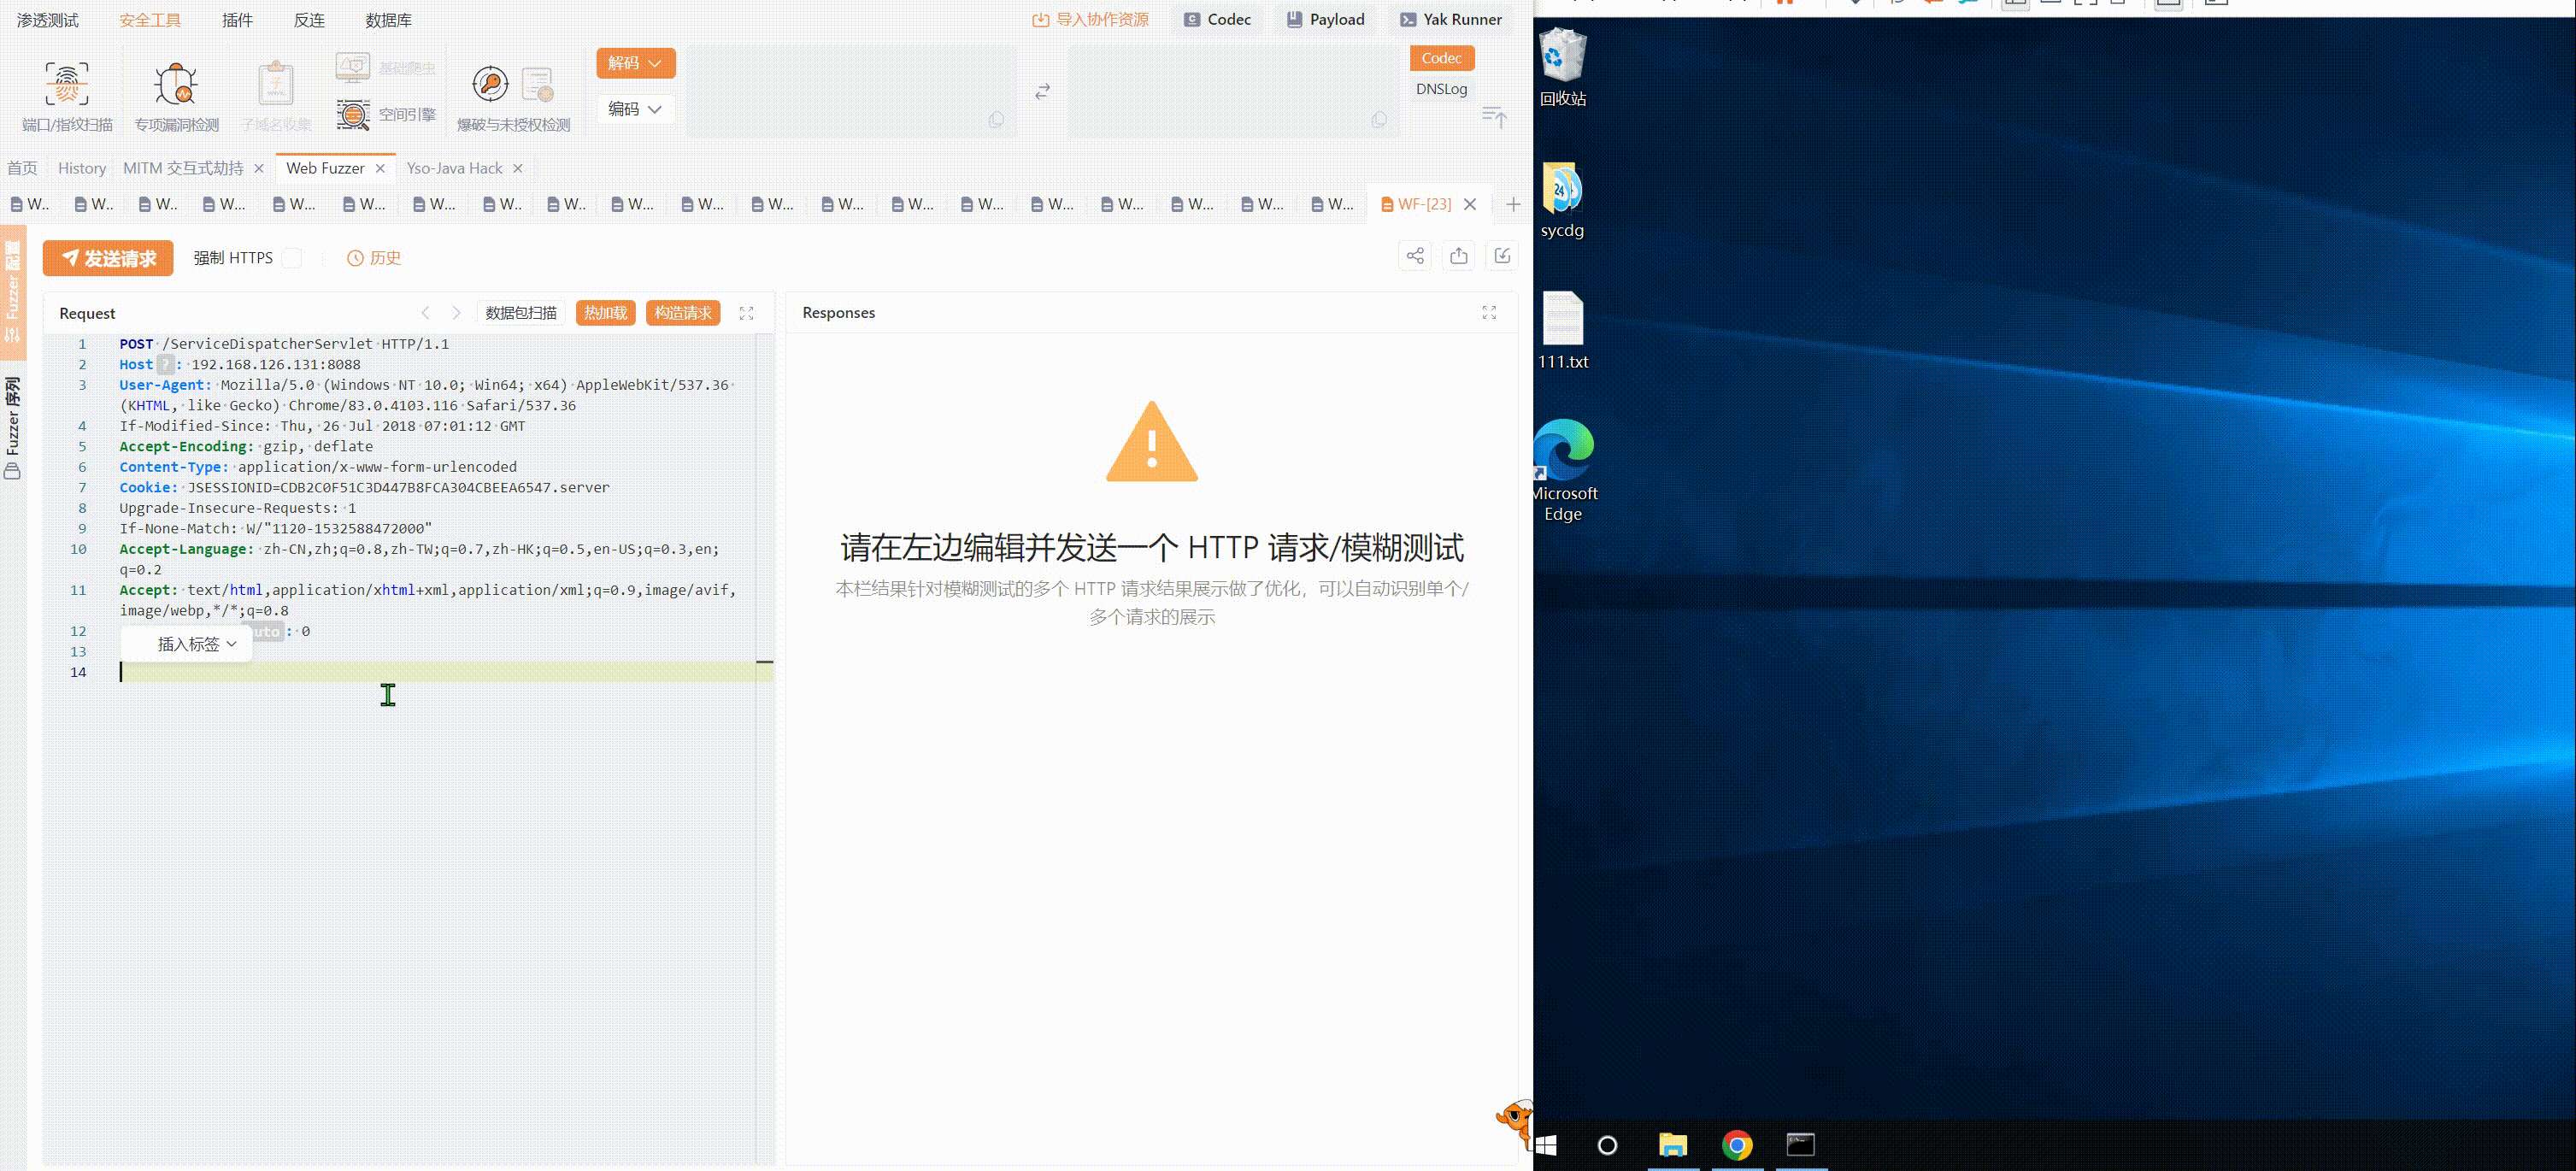 渗透测试 安全工具 插件 反连 数据库 导入协作资源 Codec Payload Yak Runner
解码 Codec
基础爬虫
DNSLog
编码
空间引擎
端口/指纹扫描 专项漏洞检测 子域名收集 爆破与未授权检测
首页 History MITM 交互式劫持 Web Fuzzer Yso-Java Hack
W.. W.. W.. W... W... W... W... W.. W.. W... W... W... W... W... W... W... W... W... W... W... WF-[23]
Fuzzer 配置
Fuzzer 序列
发送请求 强制 HTTPS 历史
Request 数据包扫描 热加载 构造请求
1 POST /ServiceDispatcherServlet HTTP/1.1
2 Host ? : 192.168.126.131:8088
3 User-Agent: Mozilla/5.0 (Windows NT 10.0; Win64; x64) AppleWebKit/537.36
(KHTML, like Gecko) Chrome/83.0.4103.116 Safari/537.36
4 If-Modified-Since: Thu, 26 Jul 2018 07:01:12 GMT
5 Accept-Encoding: gzip, deflate
6 Content-Type: application/x-www-form-urlencoded
7 Cookie: JSESSIONID=CDB2C0F51C3D447B8FCA304CBEEA6547.server
8 Upgrade-Insecure-Requests: 1
9 If-None-Match: W/"1120-1532588472000"
10 Accept-Language: zh-CN,zh;q=0.8,zh-TW;q=0.7,zh-HK;q=0.5,en-US;q=0.3,en;
q=0.2
11 Accept: text/html,application/xhtml+xml,application/xml;q=0.9,image/avif,
image/webp,*/*;q=0.8
12 uto : 0
插入标签
13
14
Responses
请在左边编辑并发送一个 HTTP 请求/模糊测试
本栏结果针对模糊测试的多个 HTTP 请求结果展示做了优化，可以自动识别单个/
多个请求的展示
回收站
24
sycdg
111.txt
Microsoft
Edge